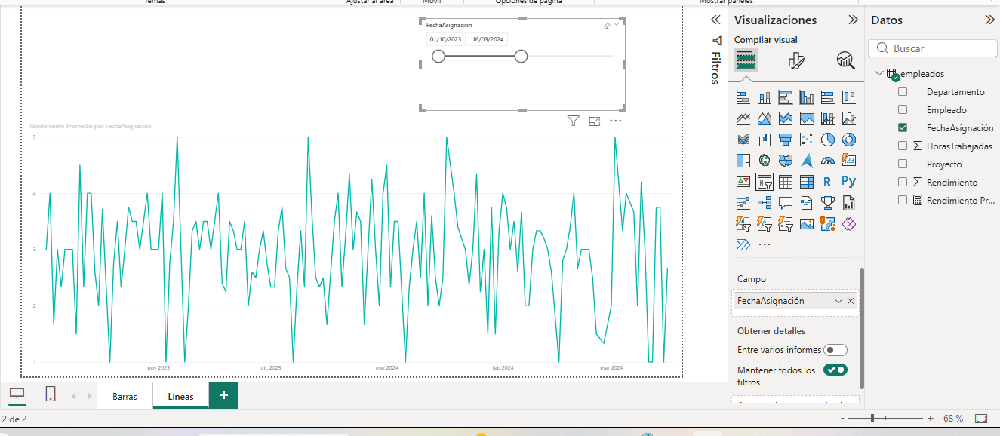 Temas
Ajustar al área
Móvil
Opciones de página
Mostrar paneles
FechaAsignación
01/10/2023
16/03/2024
Rendimiento Promedio por FechaAsignación
5
4
3
2
1
nov 2023
dic 2023
ene 2024
feb 2024
mar 2024
Filtros
Visualizaciones
Compilar visual
123
R
Py
Campo
FechaAsignación
Obtener detalles
Entre varios informes
Mantener todos los
filtros
Datos
Buscar
empleados
Departamento
Empleado
FechaAsignación
Σ HorasTrabajadas
Proyecto
Σ Rendimiento
Rendimiento Pr...
Barras
Lineas
+
2 de 2
- + 68 %